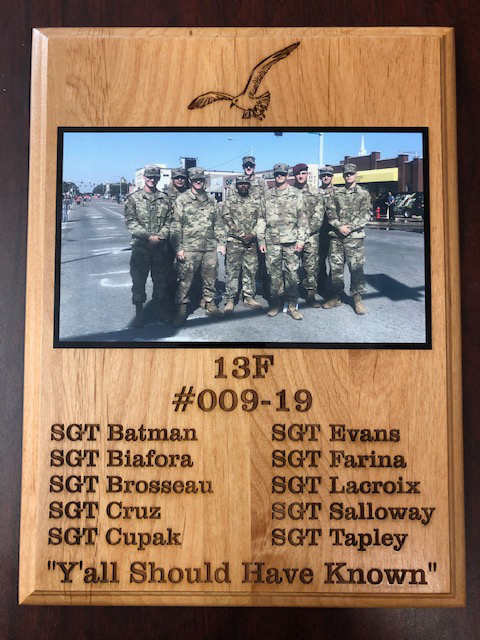 13F
#009-19
SGT Batman
SGT Biafora
SGT Brosseau
SGT Cruz
SGT Cupak
SGT Evans
SGT Farina
SGT Lacroix
SGT Salloway
SGT Tapley
"Y'all Should Have Known"